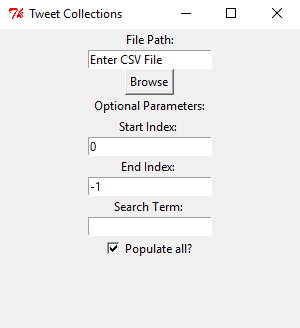 Tweet Collections
File Path:
Enter CSV File
Browse
Optional Parameters:
Start Index:
0
End Index:
-1
Search Term:
Populate all?